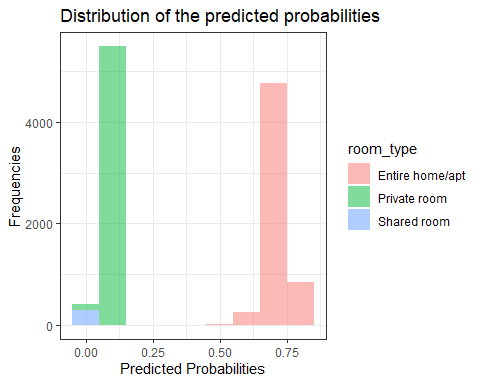 Distribution of the predicted probabilities
Frequencies
4000
2000
0
0.00
0.25
0.50
0.75
Predicted Probabilities
room_type
Entire home/apt
Private room
Shared room